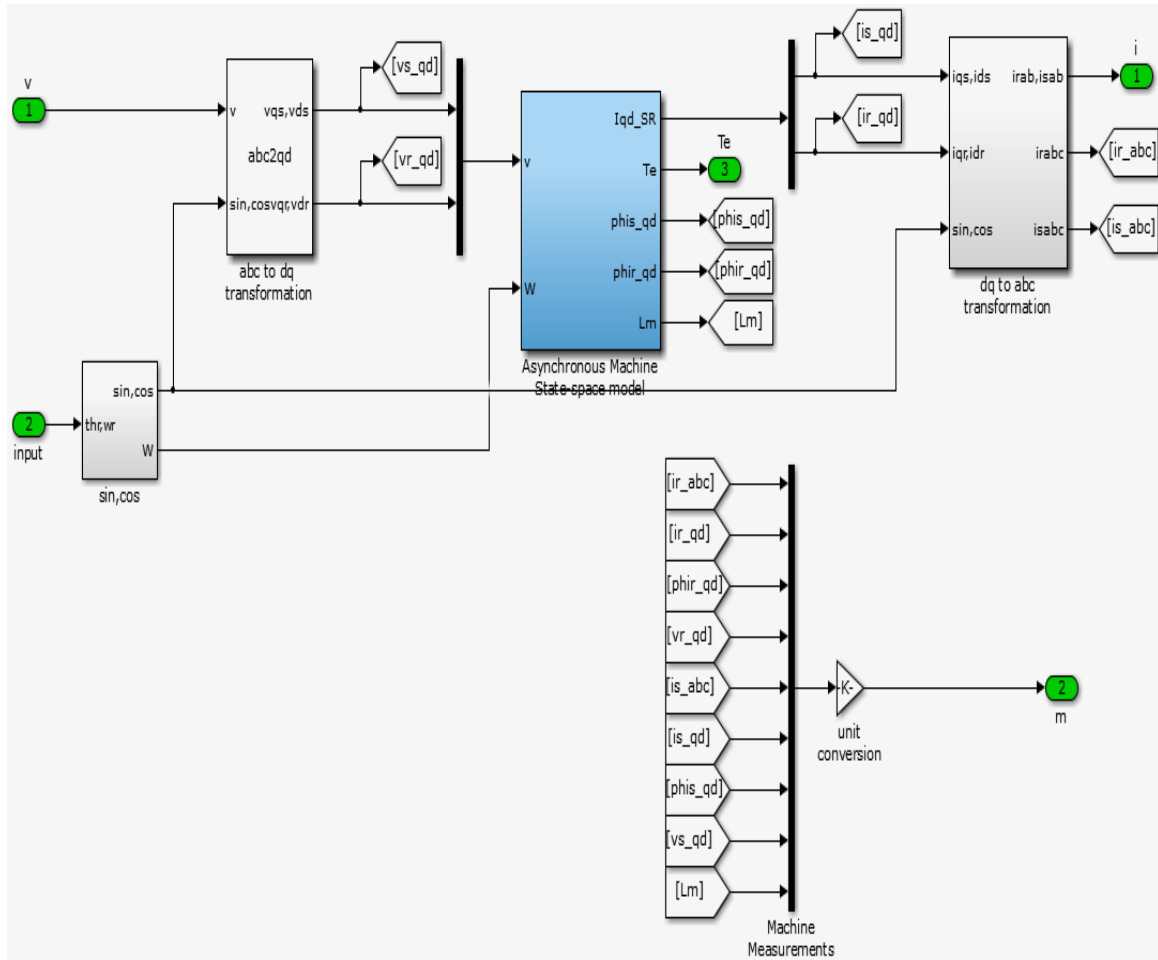 v
1
v
vqs,vds
abc2qd
sin,cosvqr,vdr
abc to dq
transformation
[vs_qd]
[vr_qd]
2
input
thr,wr
sin,cos
W
sin,cos
v
W
Iqd_SR
Te
phis_qd
phir_qd
Lm
Asynchronous Machine
State-space model
Te
3
[phis_qd]
[phir_qd]
[Lm]
[is_qd]
[ir_qd]
iqs,ids
iqr,idr
sin,cos
irab,isab
irabc
isabc
dq to abc
transformation
i
1
[ir_abc]
[is_abc]
[ir_abc]
[ir_qd]
[phir_qd]
[vr_qd]
[is_abc]
[is_qd]
[phis_qd]
[vs_qd]
[Lm]
Machine
Measurements
-K-
unit
conversion
2
m